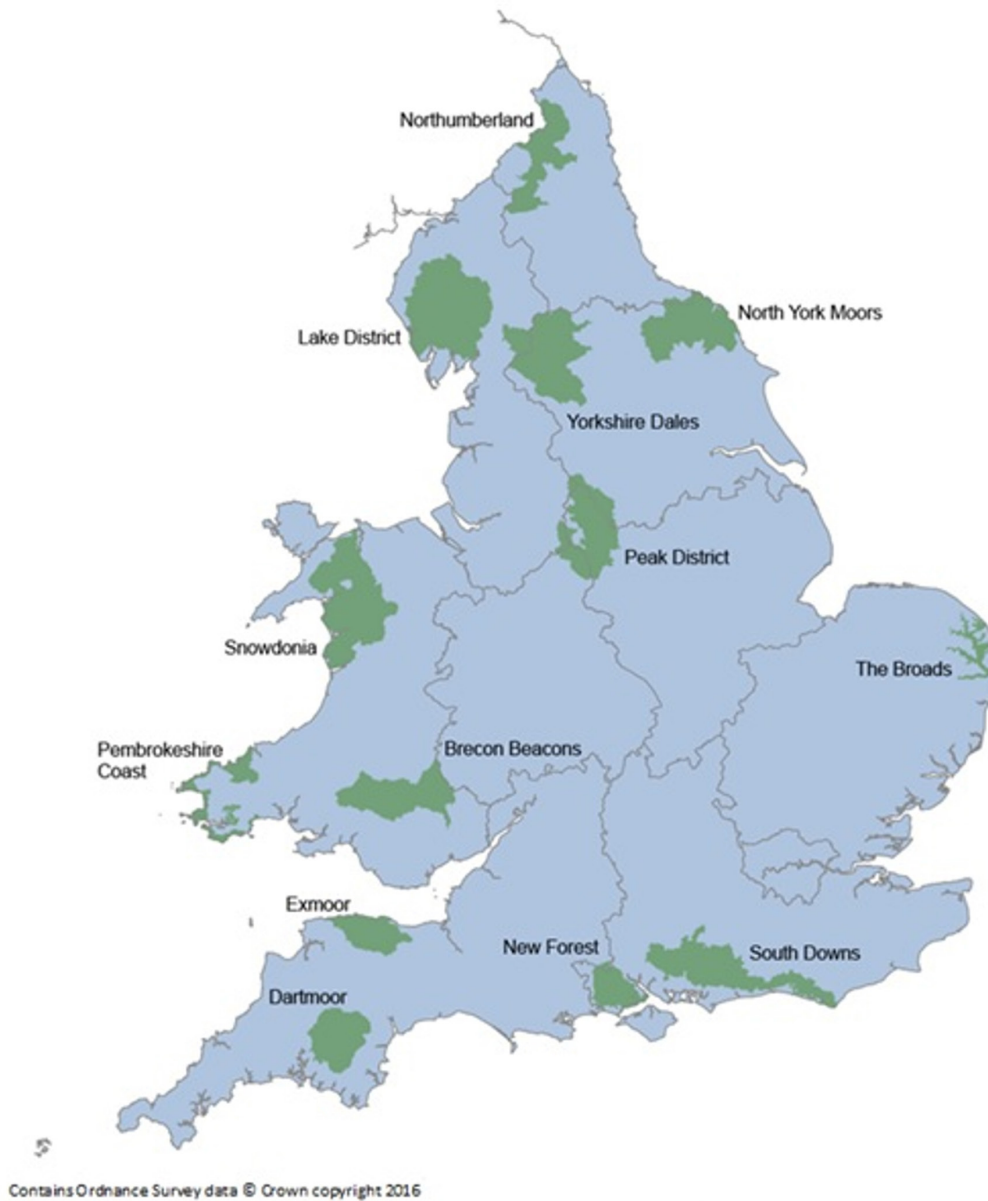 Northumberland
North York Moors
Lake District
Yorkshire Dales
Peak District
Snowdonia
The Broads
Pembrokeshire
Coast
Brecon Beacons
Exmoor
New Forest
South Downs
Dartmoor
Contains Ordnance Survey data © Crown copyright 2016